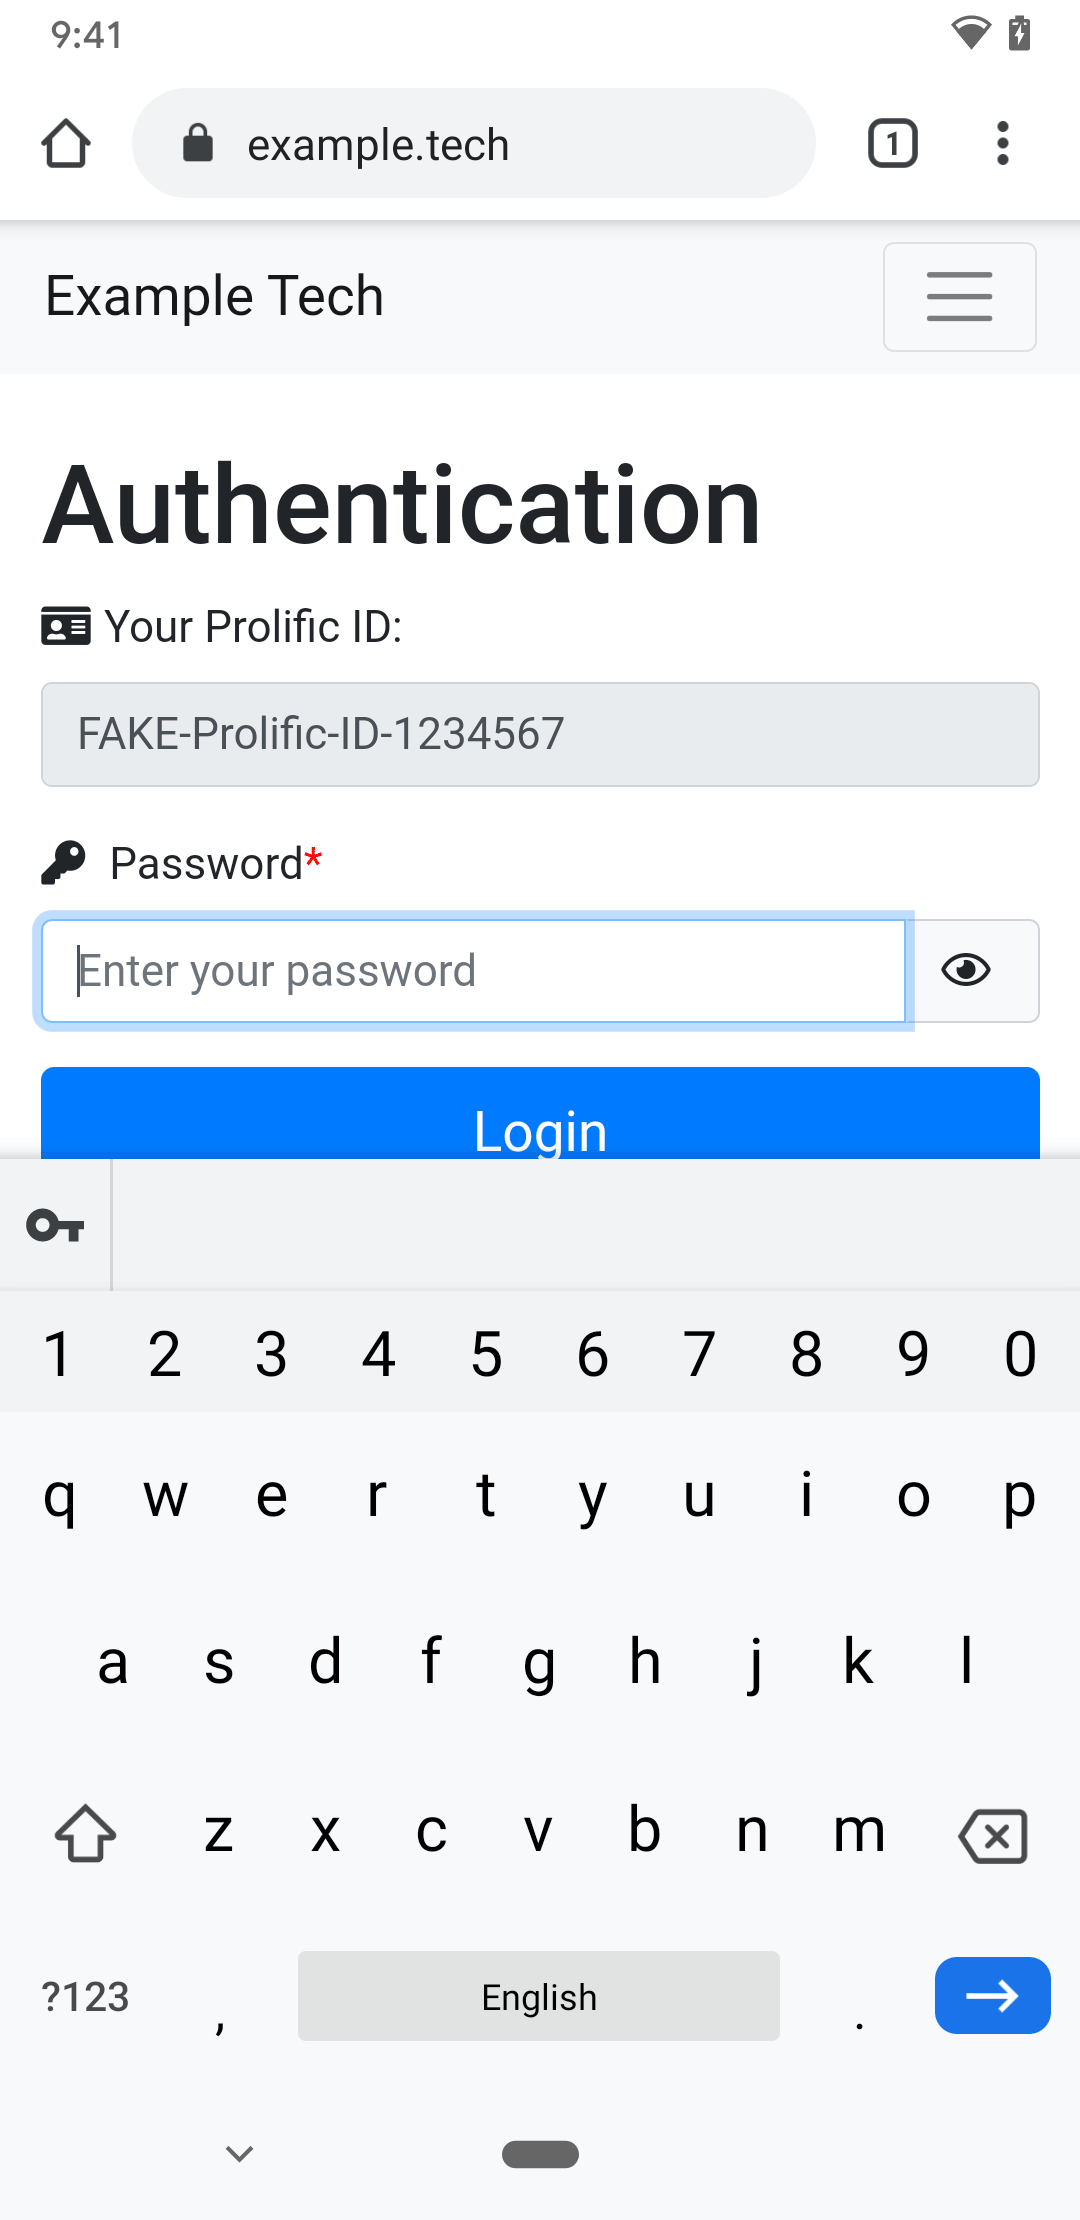 9:41
example.tech
1
Example Tech
Authentication
Your Prolific ID:
FAKE-Prolific-ID-1234567
Password*
Enter your password
Login
1 2 3 4 5 6 7 8 9 0
q w e r t y u i o p
a s d f g h j k l
z x c v b n m
?123 , English .